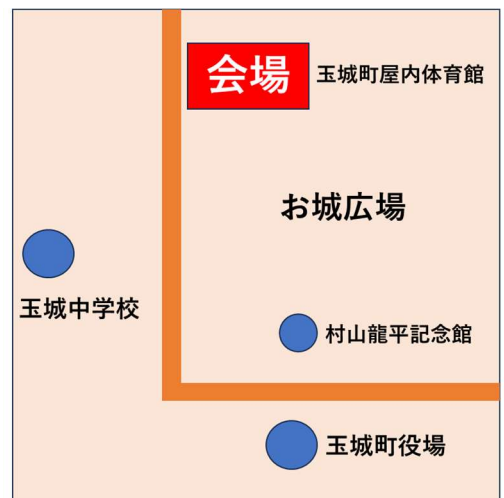 会場
玉城町屋内体育館
お城広場
玉城中学校
村山龍平記念館
玉城町役場